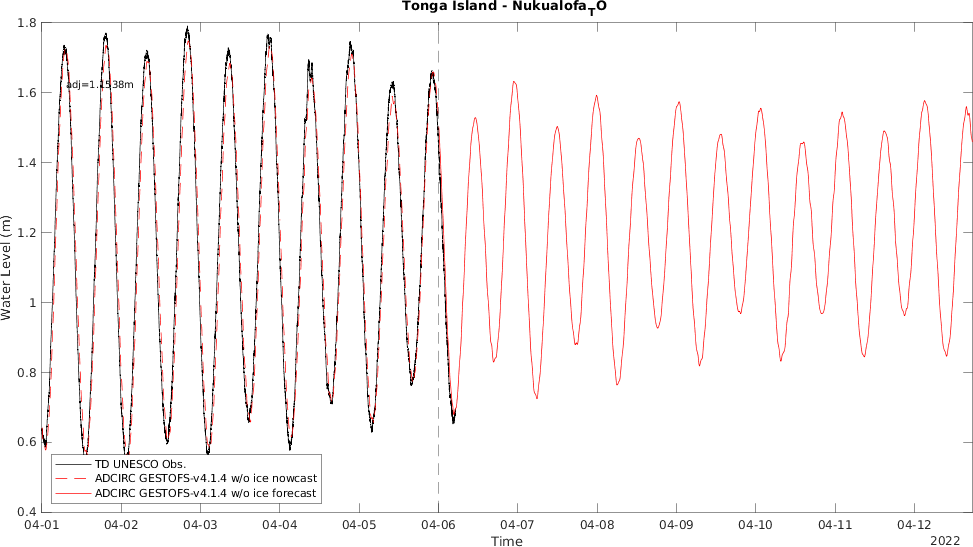 Tonga Island - Nukualofa_TO
1.8
adj=1.1538m
1.6
1.4
1.2
Water Level (m)
1
0.8
0.6
TD UNESCO Obs.
ADCIRC GESTOFS-v4.1.4 w/o ice nowcast
ADCIRC GESTOFS-v4.1.4 w/o ice forecast
0.4
04-01 04-02 04-03 04-04 04-05 04-06 04-07 04-08 04-09 04-10 04-11 04-12
Time
2022